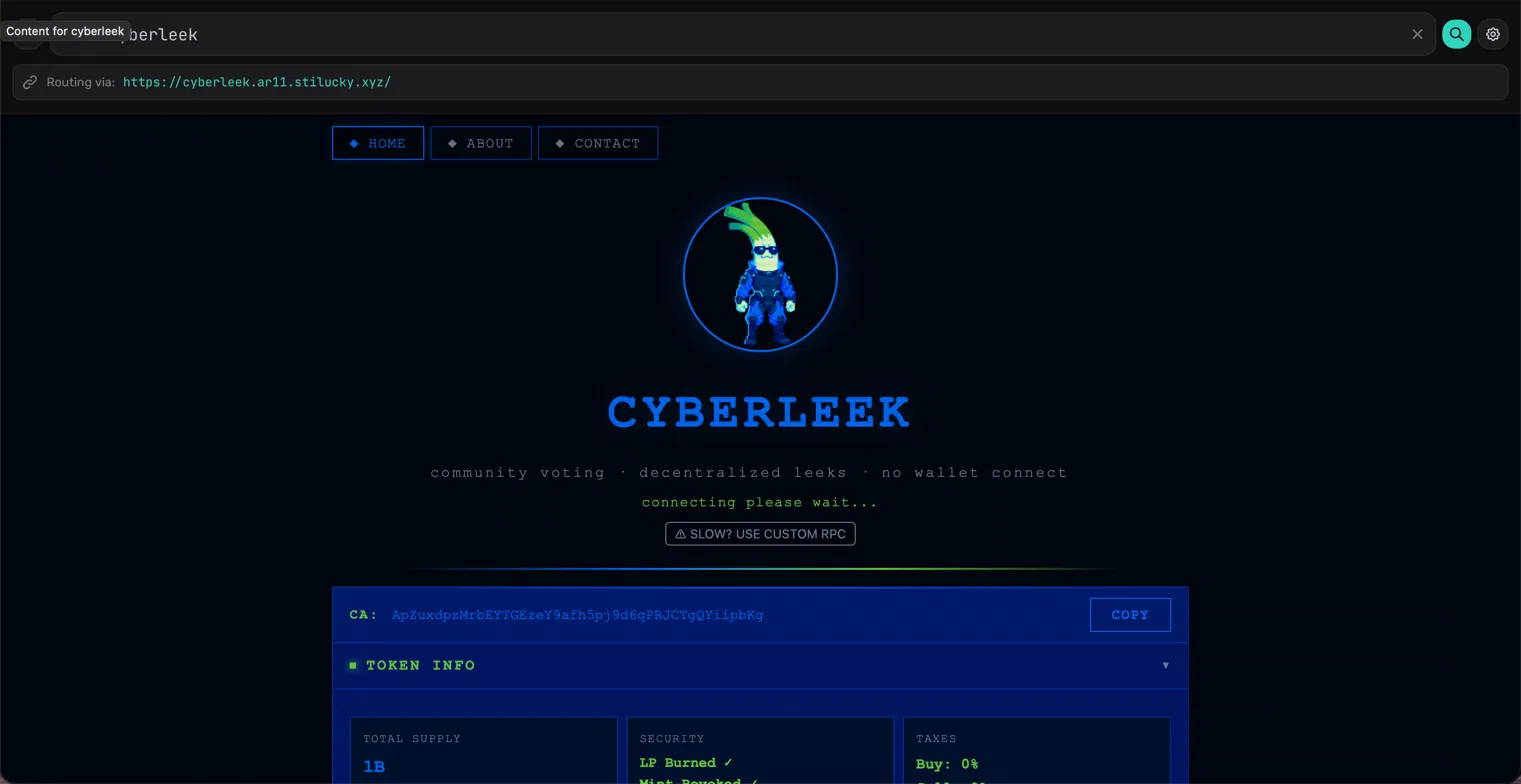 Content for cyberleek
berleek
Routing via: https://cyberleek.ar11.stilucky.xyz/
◆ HOME ◆ ABOUT ◆ CONTACT
CYBERLEEK
community voting · decentralized leeks · no wallet connect
connecting please wait...
⚠ SLOW? USE CUSTOM RPC
CA: ApZuxdpzMrbEYTGEzeY9afh5pj9d6qPRJCTgQYiipbKg COPY
TOKEN INFO ▼
TOTAL SUPPLY SECURITY TAXES
1B LP Burned ✓ Buy: 0%
Mint Revoked ✓